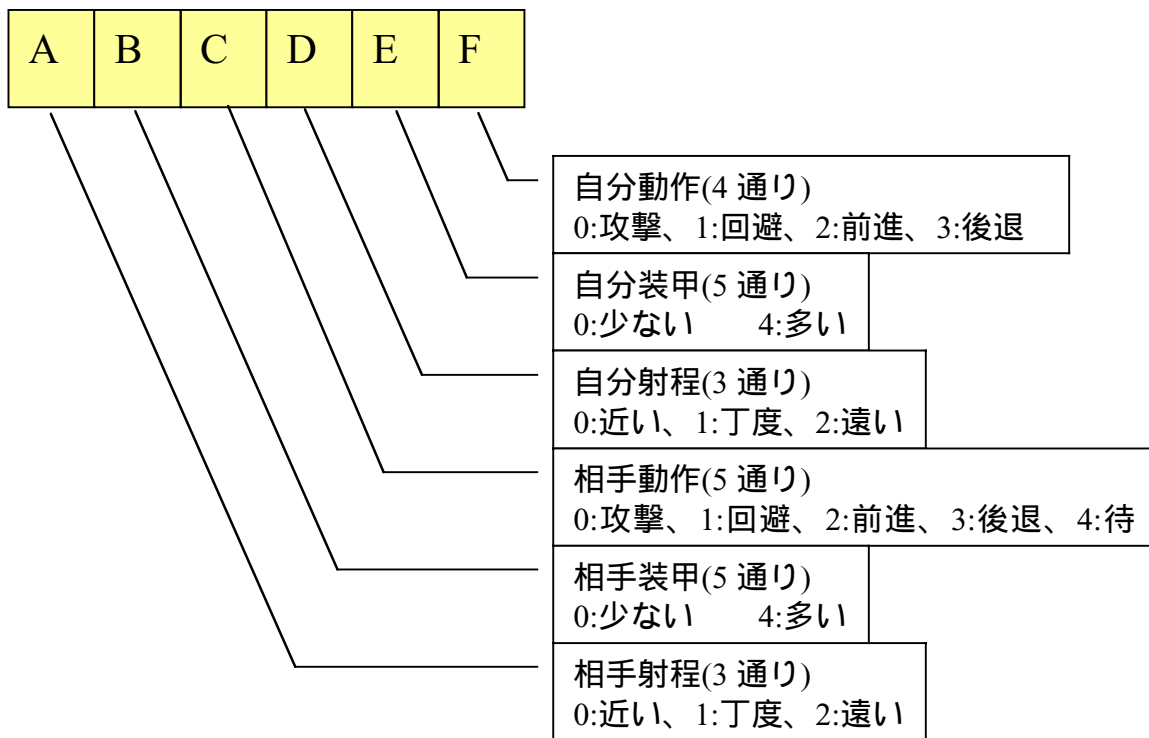 A B C D E F
自分動作(4 通り)
0:攻撃、1:回避、2:前進、3:後退
自分装甲(5 通り)
0:少ない　　4:多い
自分射程(3 通り)
0:近い、1:丁度、2:遠い
相手動作(5 通り)
0:攻撃、1:回避、2:前進、3:後退、4:待
相手装甲(5 通り)
0:少ない　　4:多い
相手射程(3 通り)
0:近い、1:丁度、2:遠い